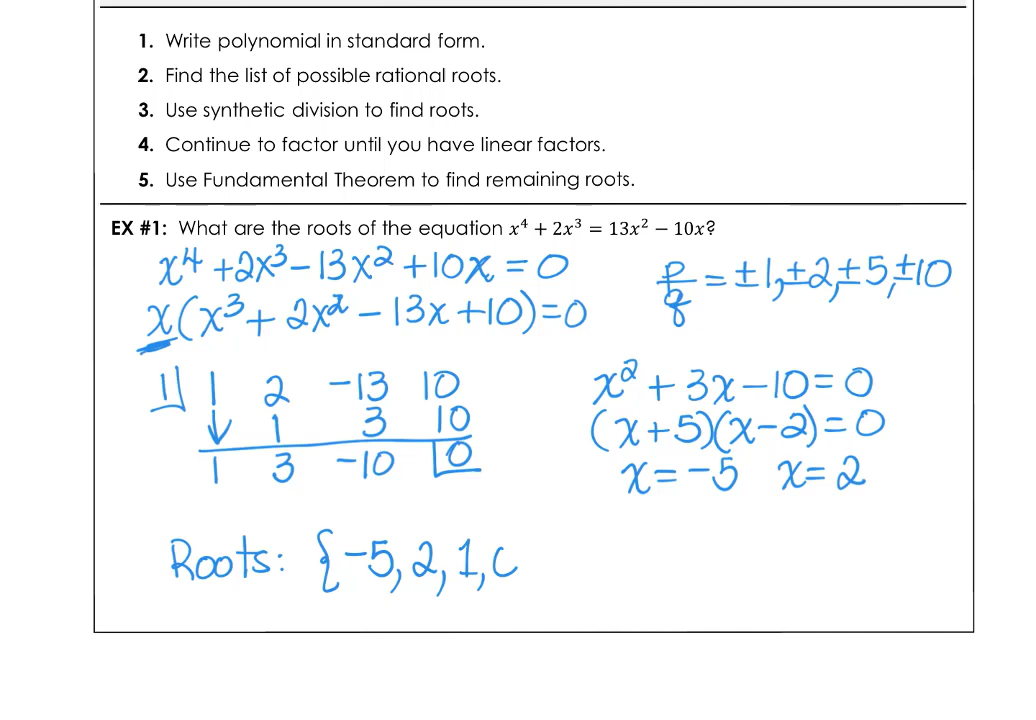 1. Write polynomial in standard form.
2. Find the list of possible rational roots.
3. Use synthetic division to find roots.
4. Continue to factor until you have linear factors.
5. Use Fundamental Theorem to find remaining roots.
EX #1: What are the roots of the equation x⁴ + 2x³ = 13x² − 10x?
x⁴ + 2x³ − 13x² + 10x = 0
x(x³ + 2x² − 13x + 10) = 0
p/q = ±1, ±2, ±5, ±10
1| 1 2 −13 10
↓ 1 3 10
1 3 −10 0
x² + 3x − 10 = 0
(x+5)(x−2) = 0
x = −5 x = 2
Roots: {−5, 2, 1, c